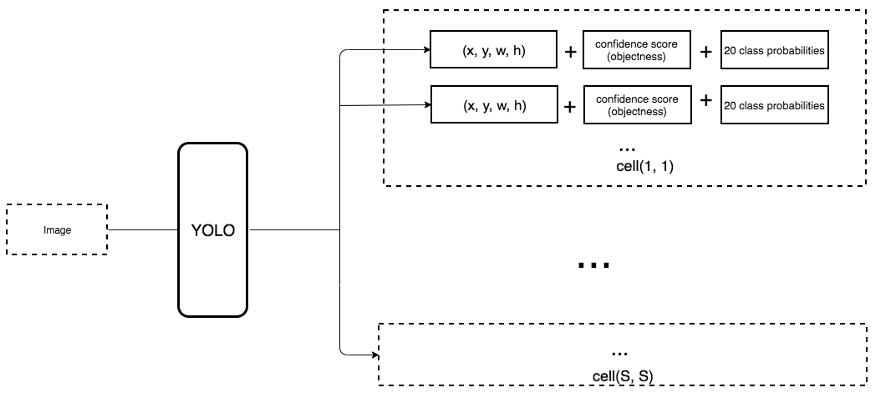 (x, y, w, h) + confidence score + 20 class probabilities
(objectness)
(x, y, w, h) + confidence score + 20 class probabilities
(objectness)
...
cell(1, 1)
Image
YOLO
...
...
cell(S, S)